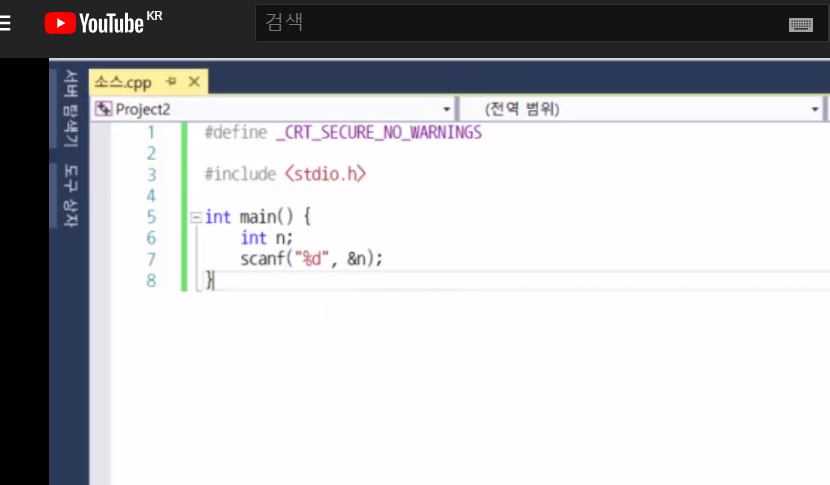 YouTube KR
검색
서버 탐색기
도구 상자
소스.cpp
Project2
(전역 범위)
1 #define _CRT_SECURE_NO_WARNINGS
2
3 #include <stdio.h>
4
5 int main() {
6 int n;
7 scanf("%d", &n);
8 }